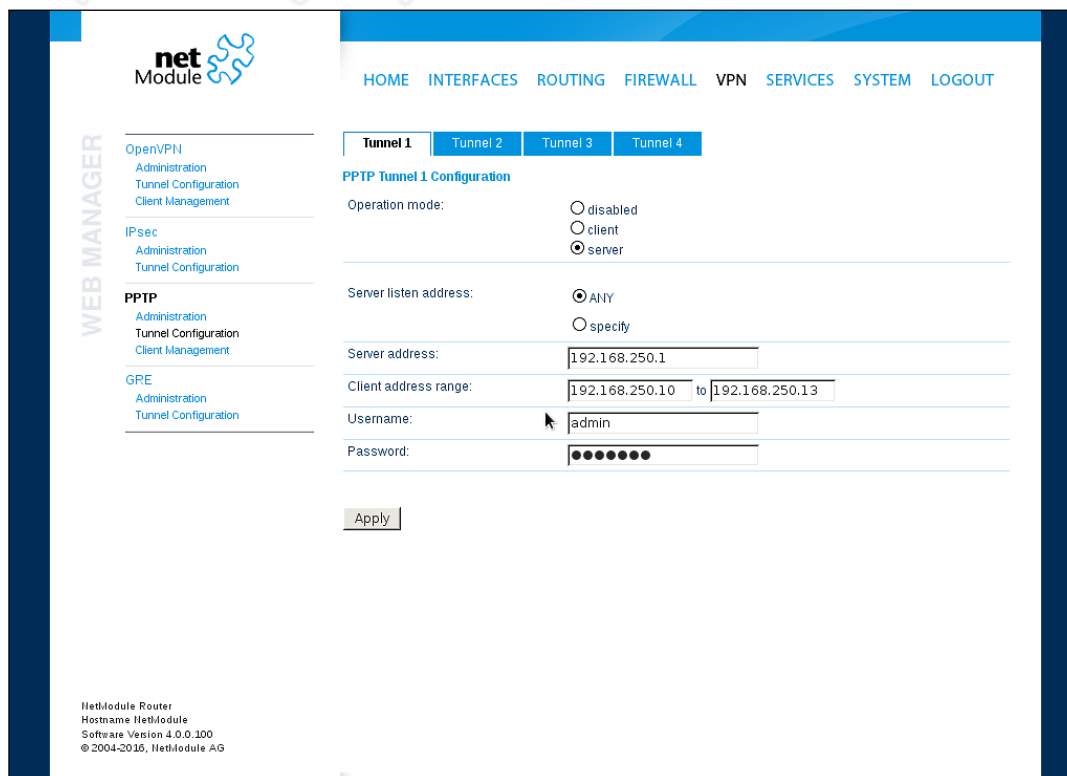 net
Module
HOME INTERFACES ROUTING FIREWALL VPN SERVICES SYSTEM LOGOUT
WEB MANAGER
OpenVPN
Administration
Tunnel Configuration
Client Management
IPsec
Administration
Tunnel Configuration
PPTP
Administration
Tunnel Configuration
Client Management
GRE
Administration
Tunnel Configuration
Tunnel 1 Tunnel 2 Tunnel 3 Tunnel 4
PPTP Tunnel 1 Configuration
Operation mode:
disabled
client
server
Server listen address:
ANY
specify
Server address: 192.168.250.1
Client address range: 192.168.250.10 to 192.168.250.13
Username: admin
Password: ●●●●●●●
Apply
NetModule Router
Hostname NetModule
Software Version 4.0.0.100
© 2004-2016, NetModule AG